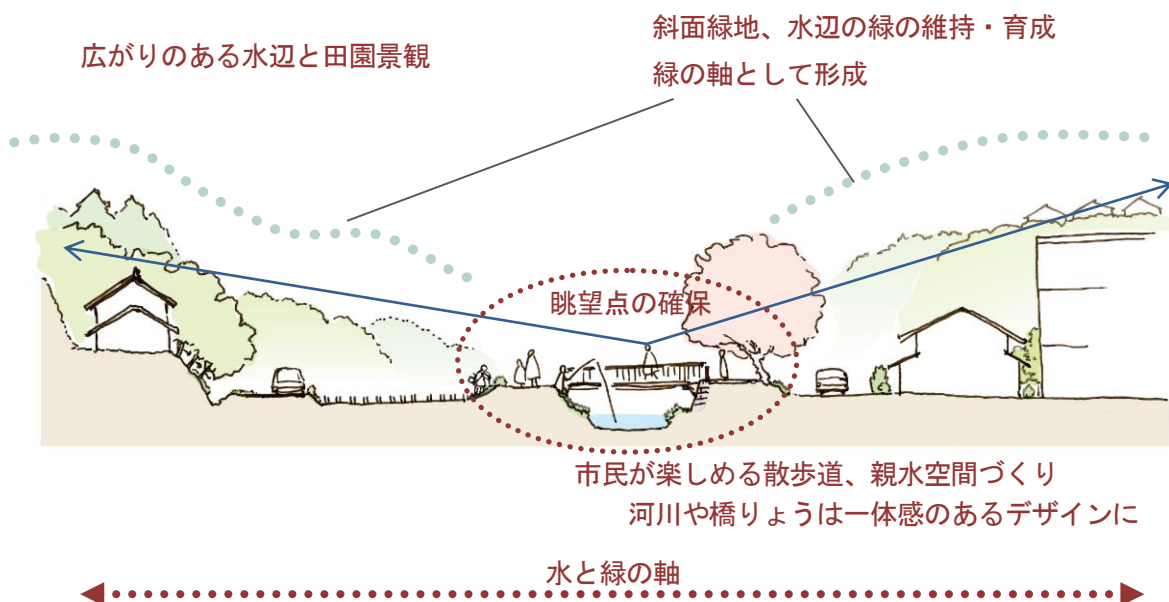 広がりのある水辺と田園景観
斜面緑地、水辺の緑の維持・育成
緑の軸として形成
眺望点の確保
市民が楽しめる散歩道、親水空間づくり
河川や橋りょうは一体感のあるデザインに
水と緑の軸